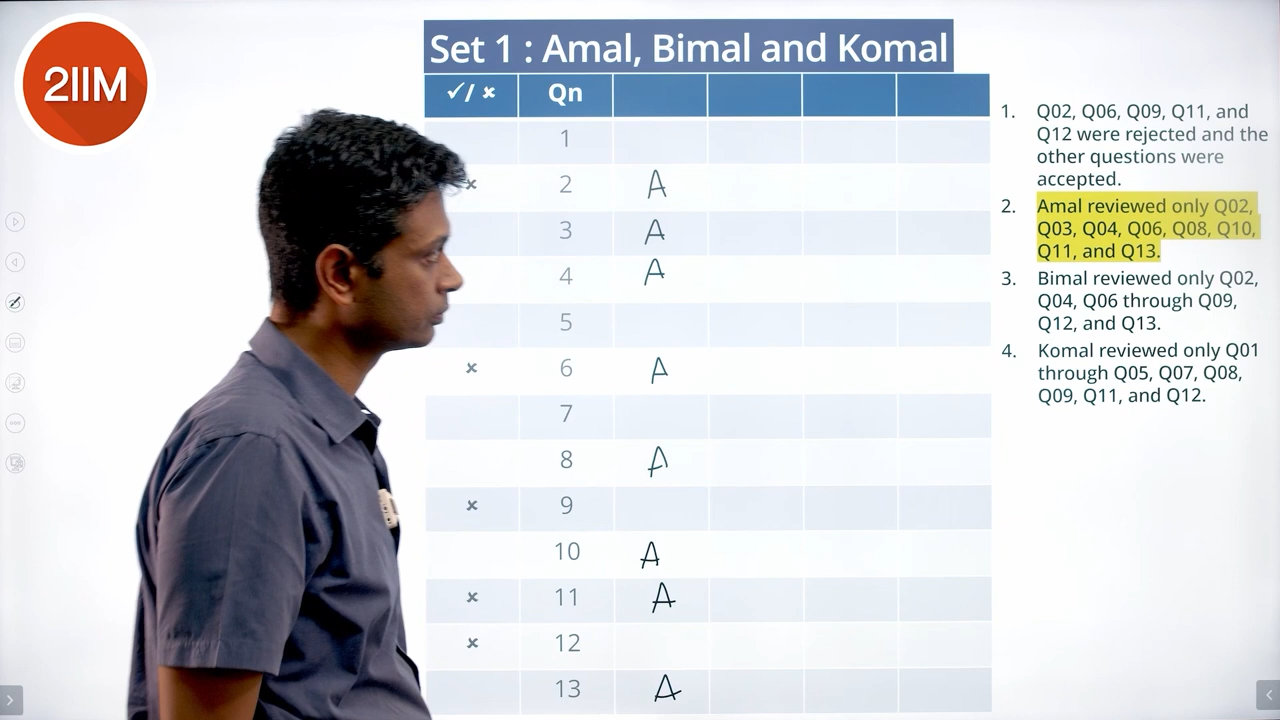 2IIM
Set 1 : Amal, Bimal and Komal
✓/ × Qn
1
× 2 A
3 A
4 A
5
× 6 A
7
8 A
× 9
10 A
× 11 A
× 12
13 A
1. Q02, Q06, Q09, Q11, and
Q12 were rejected and the
other questions were
accepted.
2. Amal reviewed only Q02,
Q03, Q04, Q06, Q08, Q10,
Q11, and Q13.
3. Bimal reviewed only Q02,
Q04, Q06 through Q09,
Q12, and Q13.
4. Komal reviewed only Q01
through Q05, Q07, Q08,
Q09, Q11, and Q12.